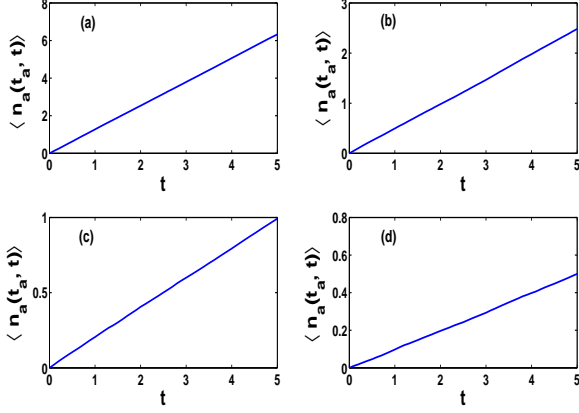 (a)
⟨ n_a(t_a, t)⟩
8
6
4
2
0
0 1 2 3 4 5
t
(b)
⟨ n_a(t_a, t)⟩
3
2
1
0
0 1 2 3 4 5
t
(c)
⟨ n_a(t_a, t)⟩
1
0.5
0
0 1 2 3 4 5
t
(d)
⟨ n_a(t_a, t)⟩
0.8
0.6
0.4
0.2
0
0 1 2 3 4 5
t